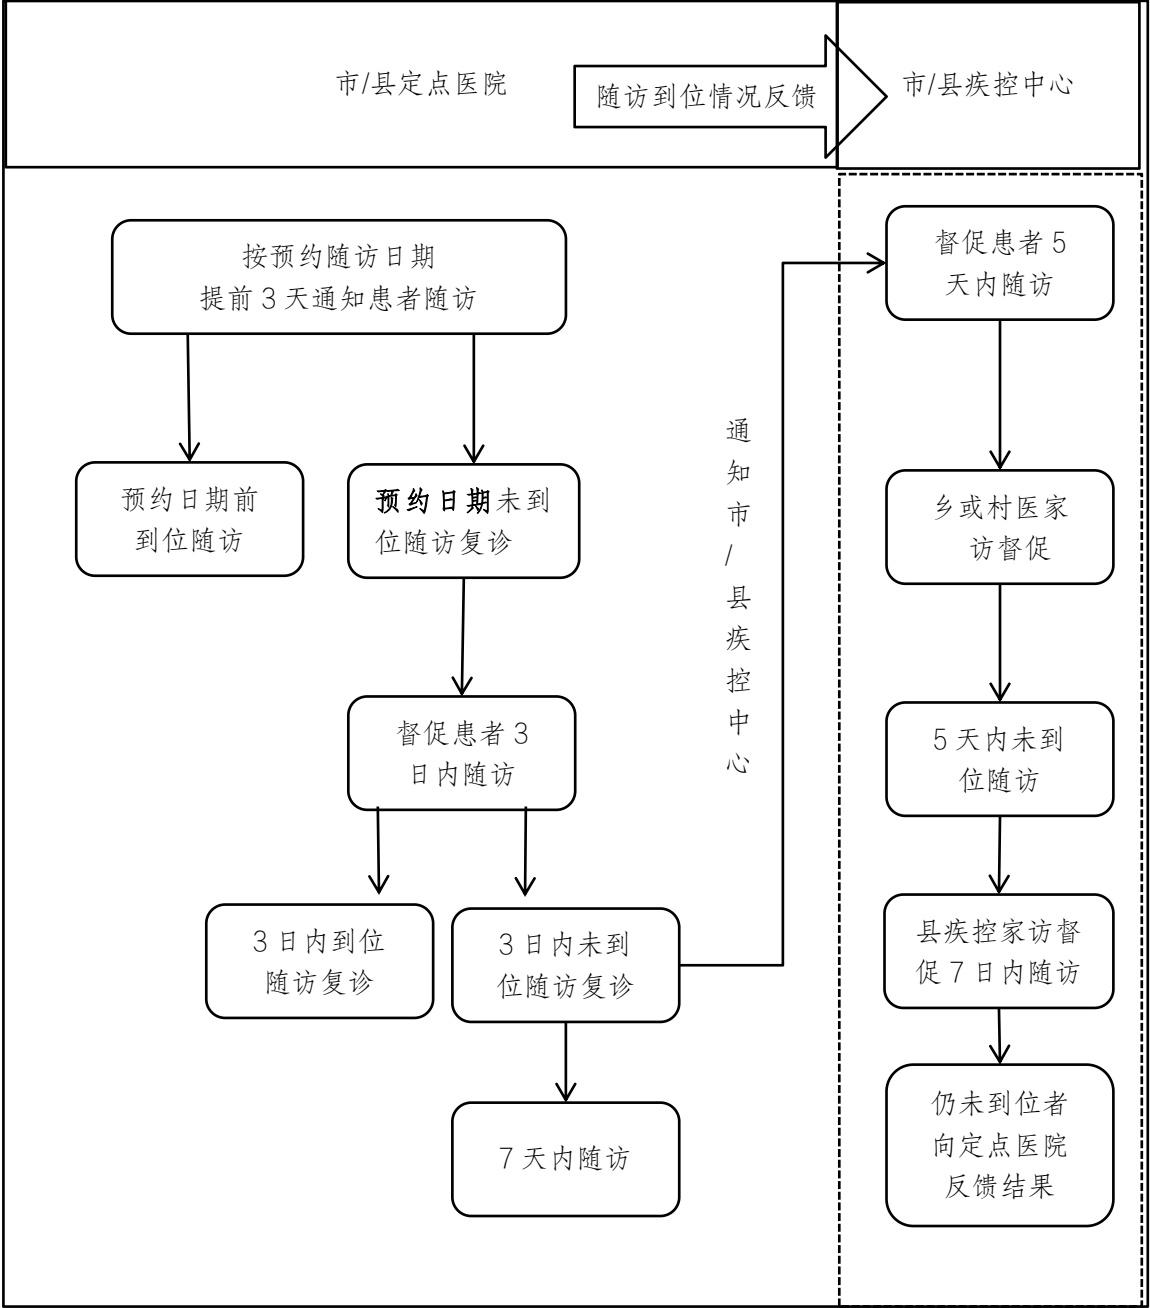 市/县定点医院
随访到位情况反馈
市/县疾控中心
按预约随访日期
提前3天通知患者随访
预约日期前
到位随访
预约日期未到
位随访复诊
督促患者3
日内随访
3日内到位
随访复诊
3日内未到
位随访复诊
7天内随访
通知市/县疾控中心
督促患者5
天内随访
乡或村医家
访督促
5天内未到
位随访
县疾控家访督
促7日内随访
仍未到位者
向定点医院
反馈结果